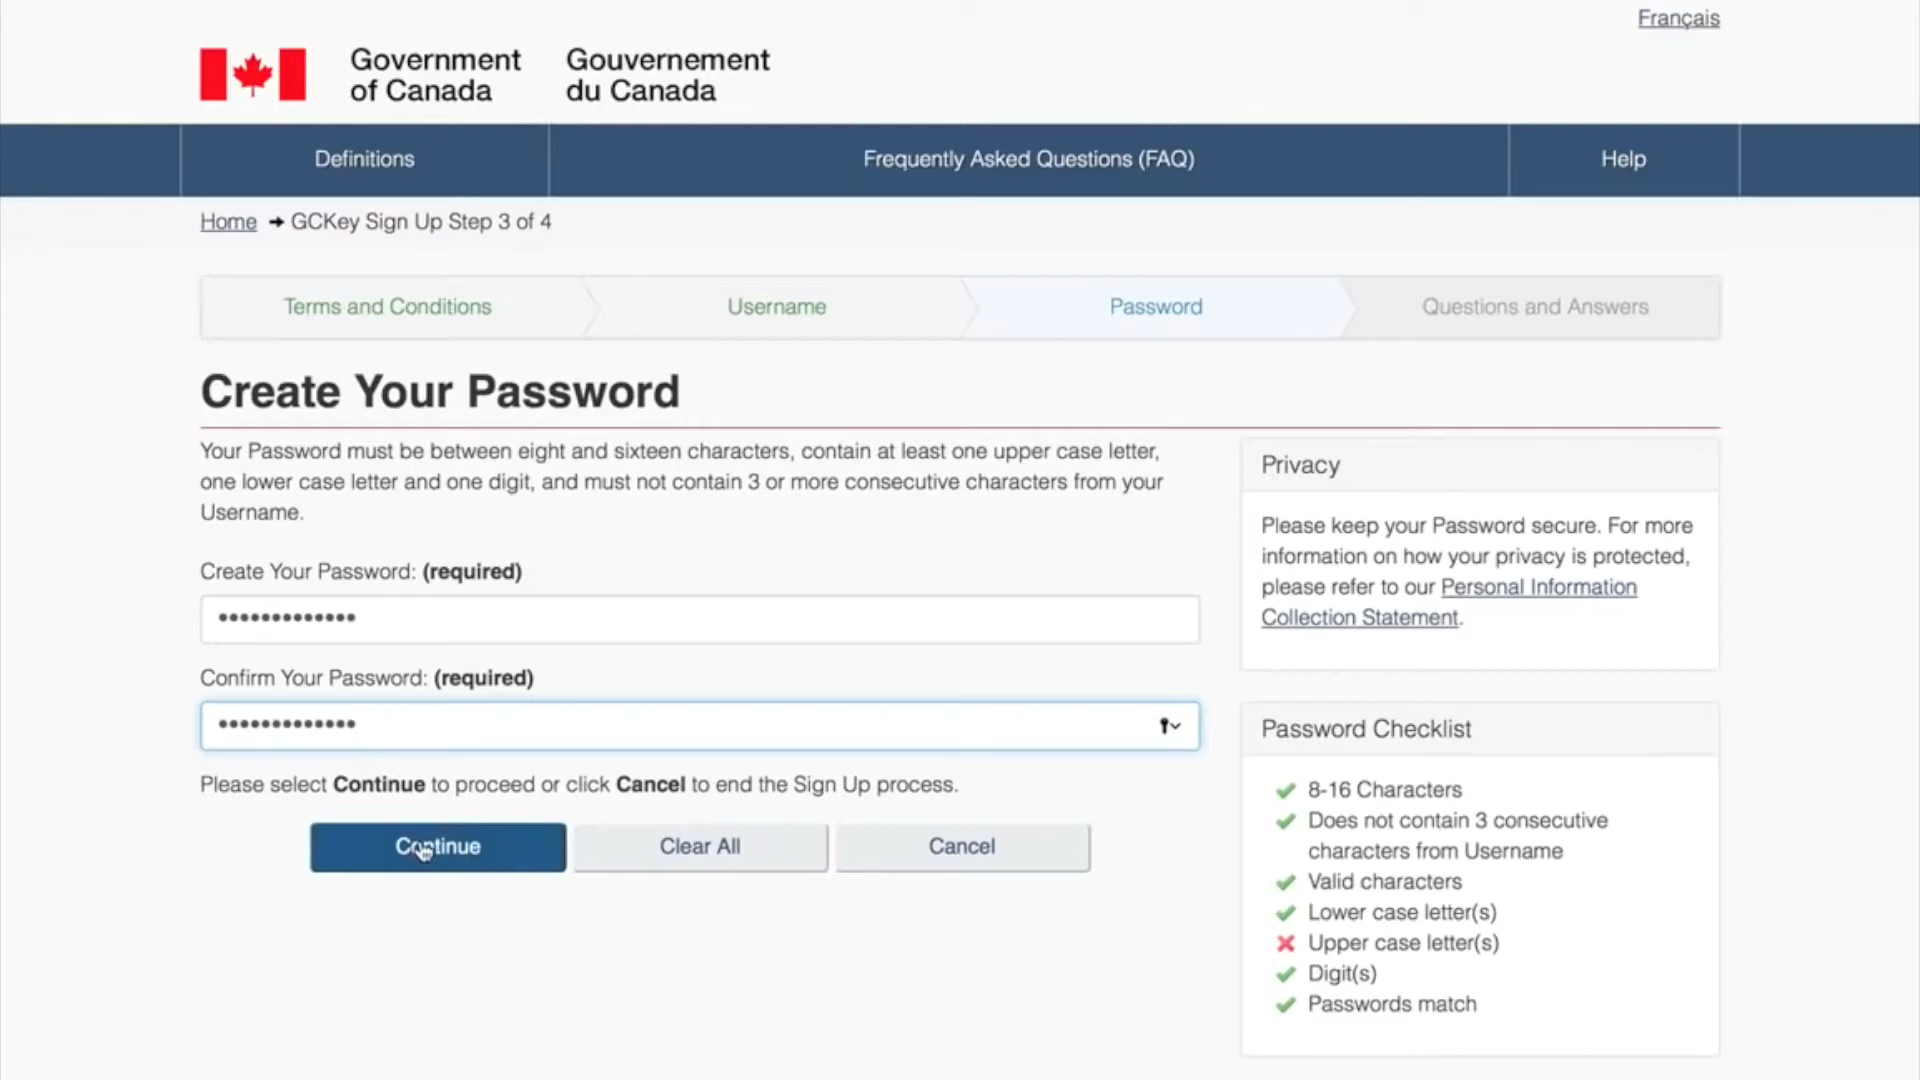 Français
Government of Canada
Gouvernement du Canada
Definitions
Frequently Asked Questions (FAQ)
Help
Home ➔ GCKey Sign Up Step 3 of 4
Terms and Conditions
Username
Password
Questions and Answers
Create Your Password
Your Password must be between eight and sixteen characters, contain at least one upper case letter,
one lower case letter and one digit, and must not contain 3 or more consecutive characters from your
Username.
Create Your Password: (required)
•••••••••••••
Confirm Your Password: (required)
•••••••••••••
Please select Continue to proceed or click Cancel to end the Sign Up process.
Continue
Clear All
Cancel
Privacy
Please keep your Password secure. For more
information on how your privacy is protected,
please refer to our Personal Information
Collection Statement.
Password Checklist
8-16 Characters
Does not contain 3 consecutive
characters from Username
Valid characters
Lower case letter(s)
Upper case letter(s)
Digit(s)
Passwords match